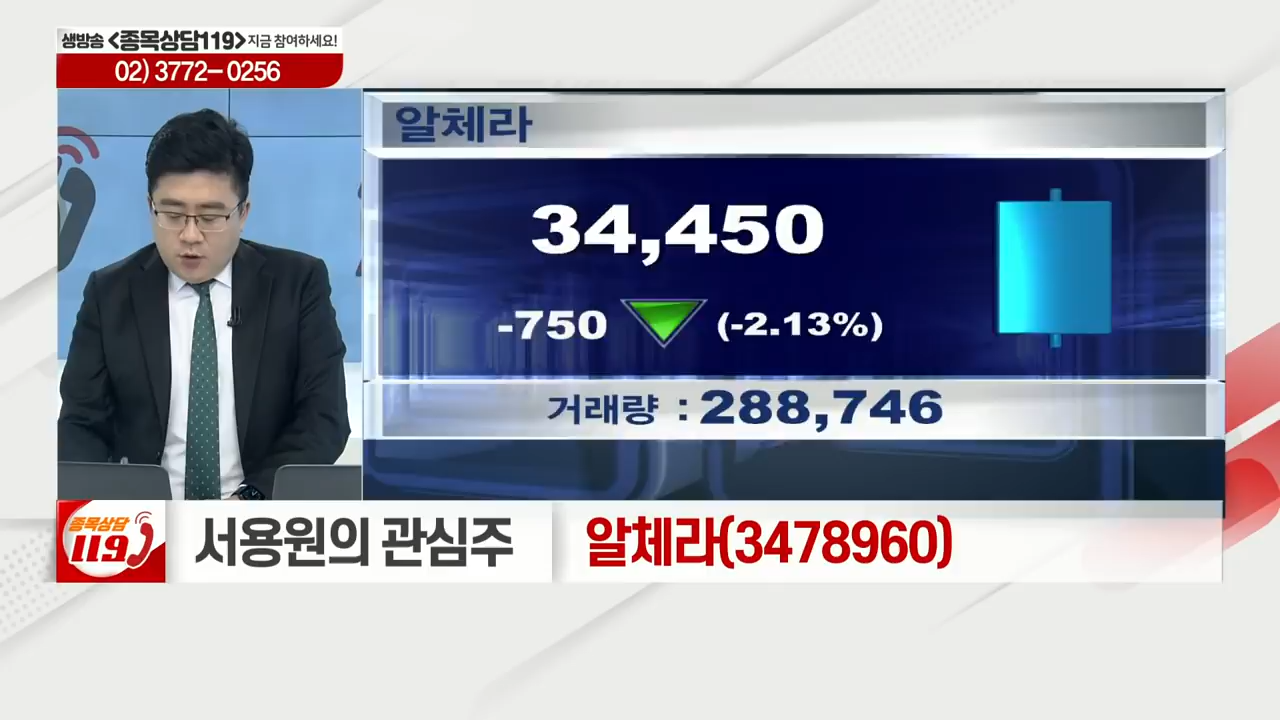 생방송 <종목상담119> 지금 참여하세요!
02) 3772-0256
알체라
34,450
-750 (-2.13%)
거래량 : 288,746
종목상담
119
서용원의 관심주
알체라(3478960)